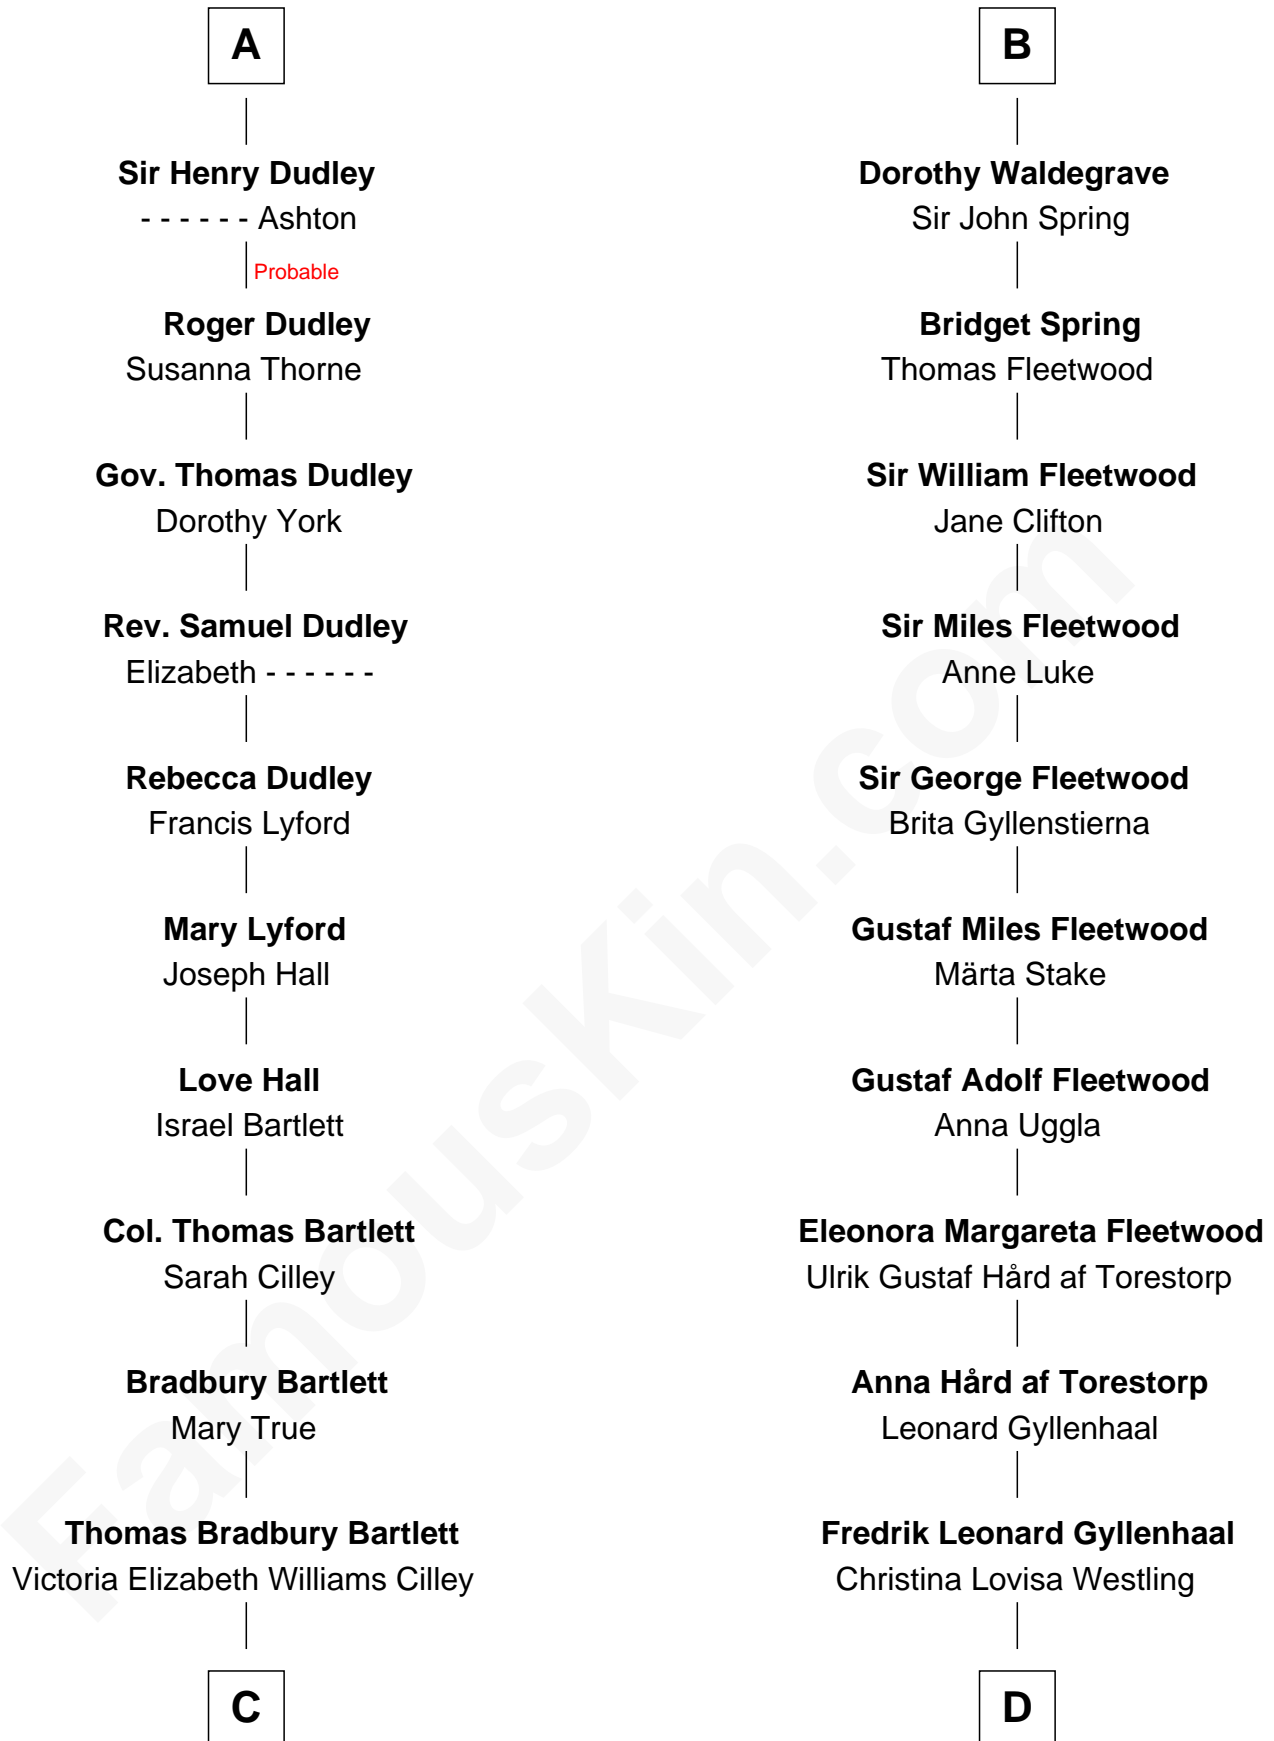 A
Sir Henry Dudley
- - - - - - Ashton
Probable
Roger Dudley
Susanna Thorne
Gov. Thomas Dudley
Dorothy York
Rev. Samuel Dudley
Elizabeth - - - - - -
Rebecca Dudley
Francis Lyford
Mary Lyford
Joseph Hall
Love Hall
Israel Bartlett
Col. Thomas Bartlett
Sarah Cilley
Bradbury Bartlett
Mary True
Thomas Bradbury Bartlett
Victoria Elizabeth Williams Cilley
C
B
Dorothy Waldegrave
Sir John Spring
Bridget Spring
Thomas Fleetwood
Sir William Fleetwood
Jane Clifton
Sir Miles Fleetwood
Anne Luke
Sir George Fleetwood
Brita Gyllenstierna
Gustaf Miles Fleetwood
Märta Stake
Gustaf Adolf Fleetwood
Anna Uggla
Eleonora Margareta Fleetwood
Ulrik Gustaf Hård af Torestorp
Anna Hård af Torestorp
Leonard Gyllenhaal
Fredrik Leonard Gyllenhaal
Christina Lovisa Westling
D
FamousKin.com